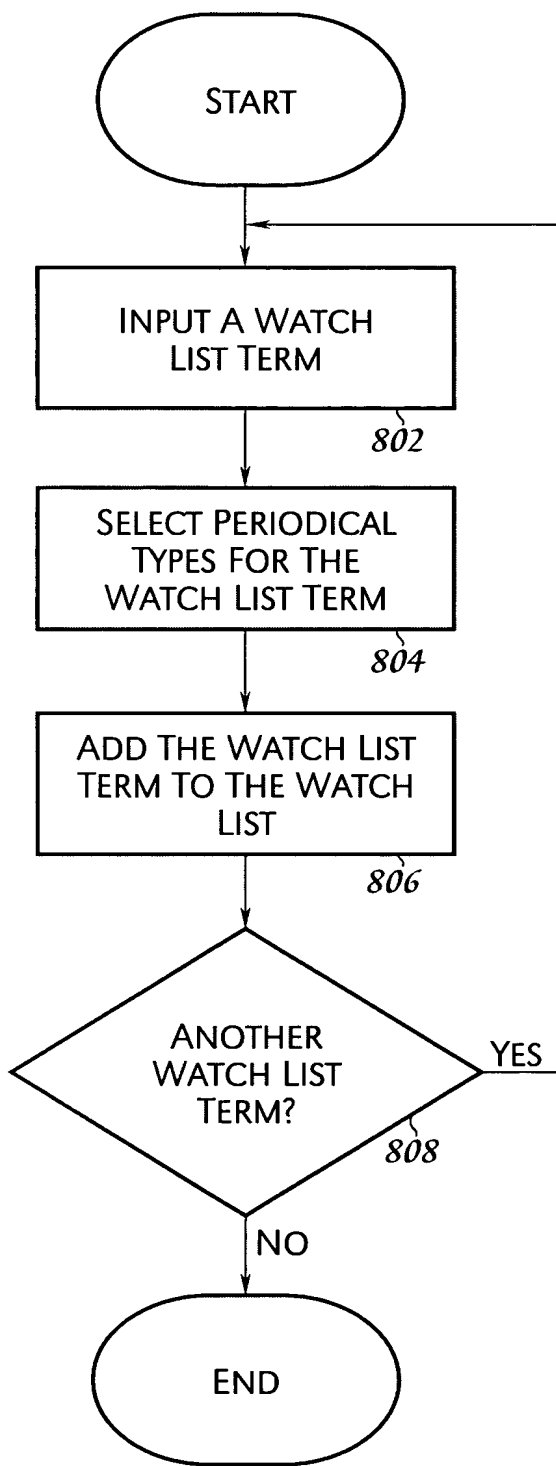 START
INPUT A WATCH
LIST TERM
802
SELECT PERIODICAL
TYPES FOR THE
WATCH LIST TERM
804
ADD THE WATCH LIST
TERM TO THE WATCH
LIST
806
ANOTHER
WATCH LIST
TERM?
YES
808
NO
END